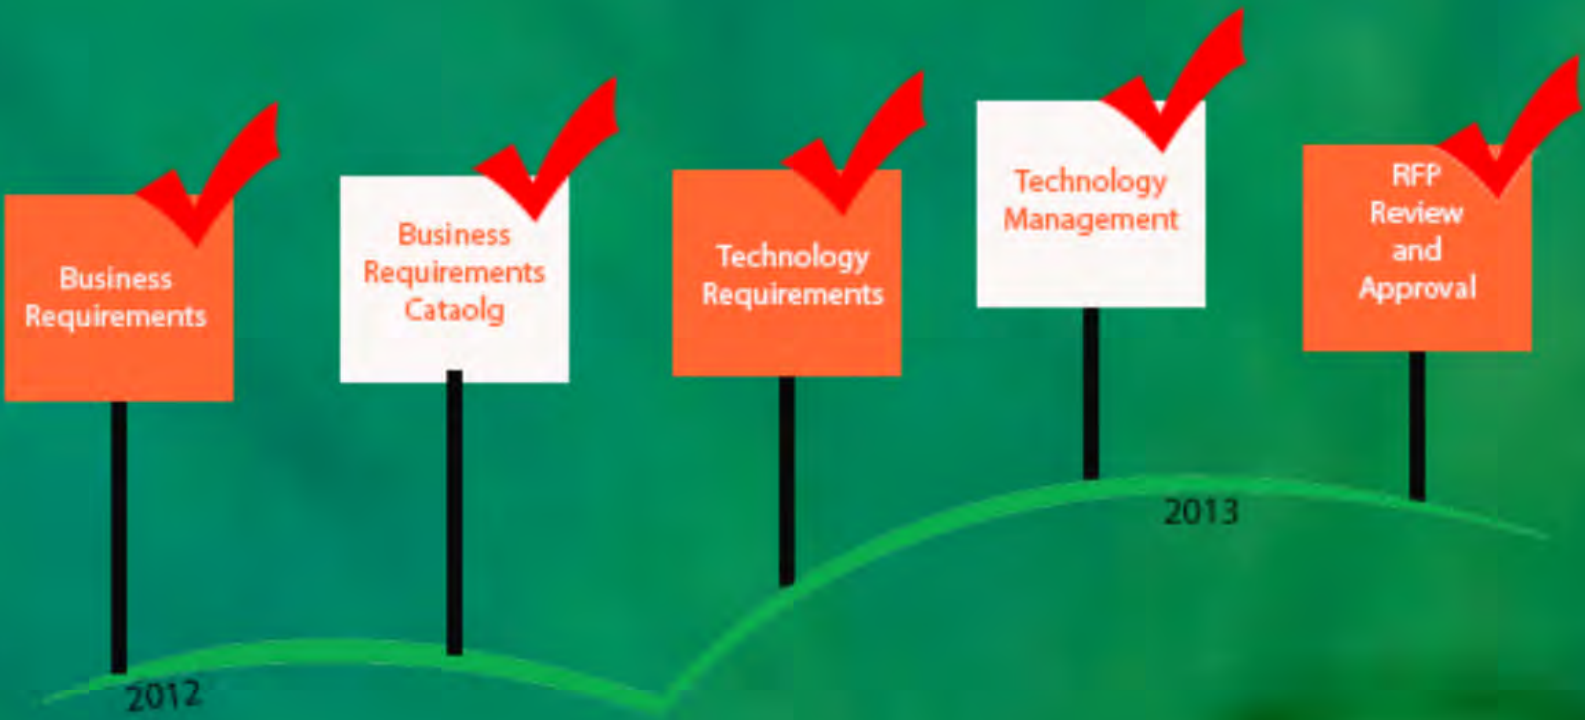 Business
Requirements
Business
Requirements
Cataolg
Technology
Requirements
Technology
Management
RFP
Review
and
Approval
2012
2013